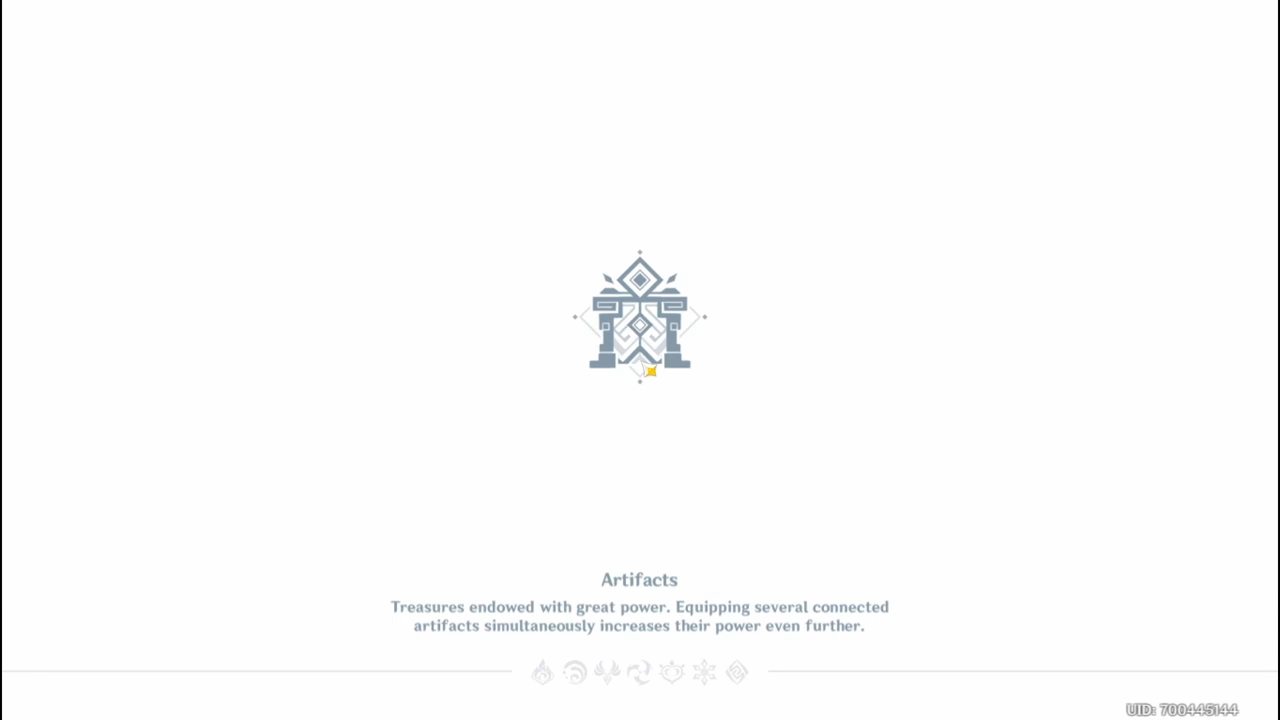 Artifacts
Treasures endowed with great power. Equipping several connected
artifacts simultaneously increases their power even further.
UID: 700445144